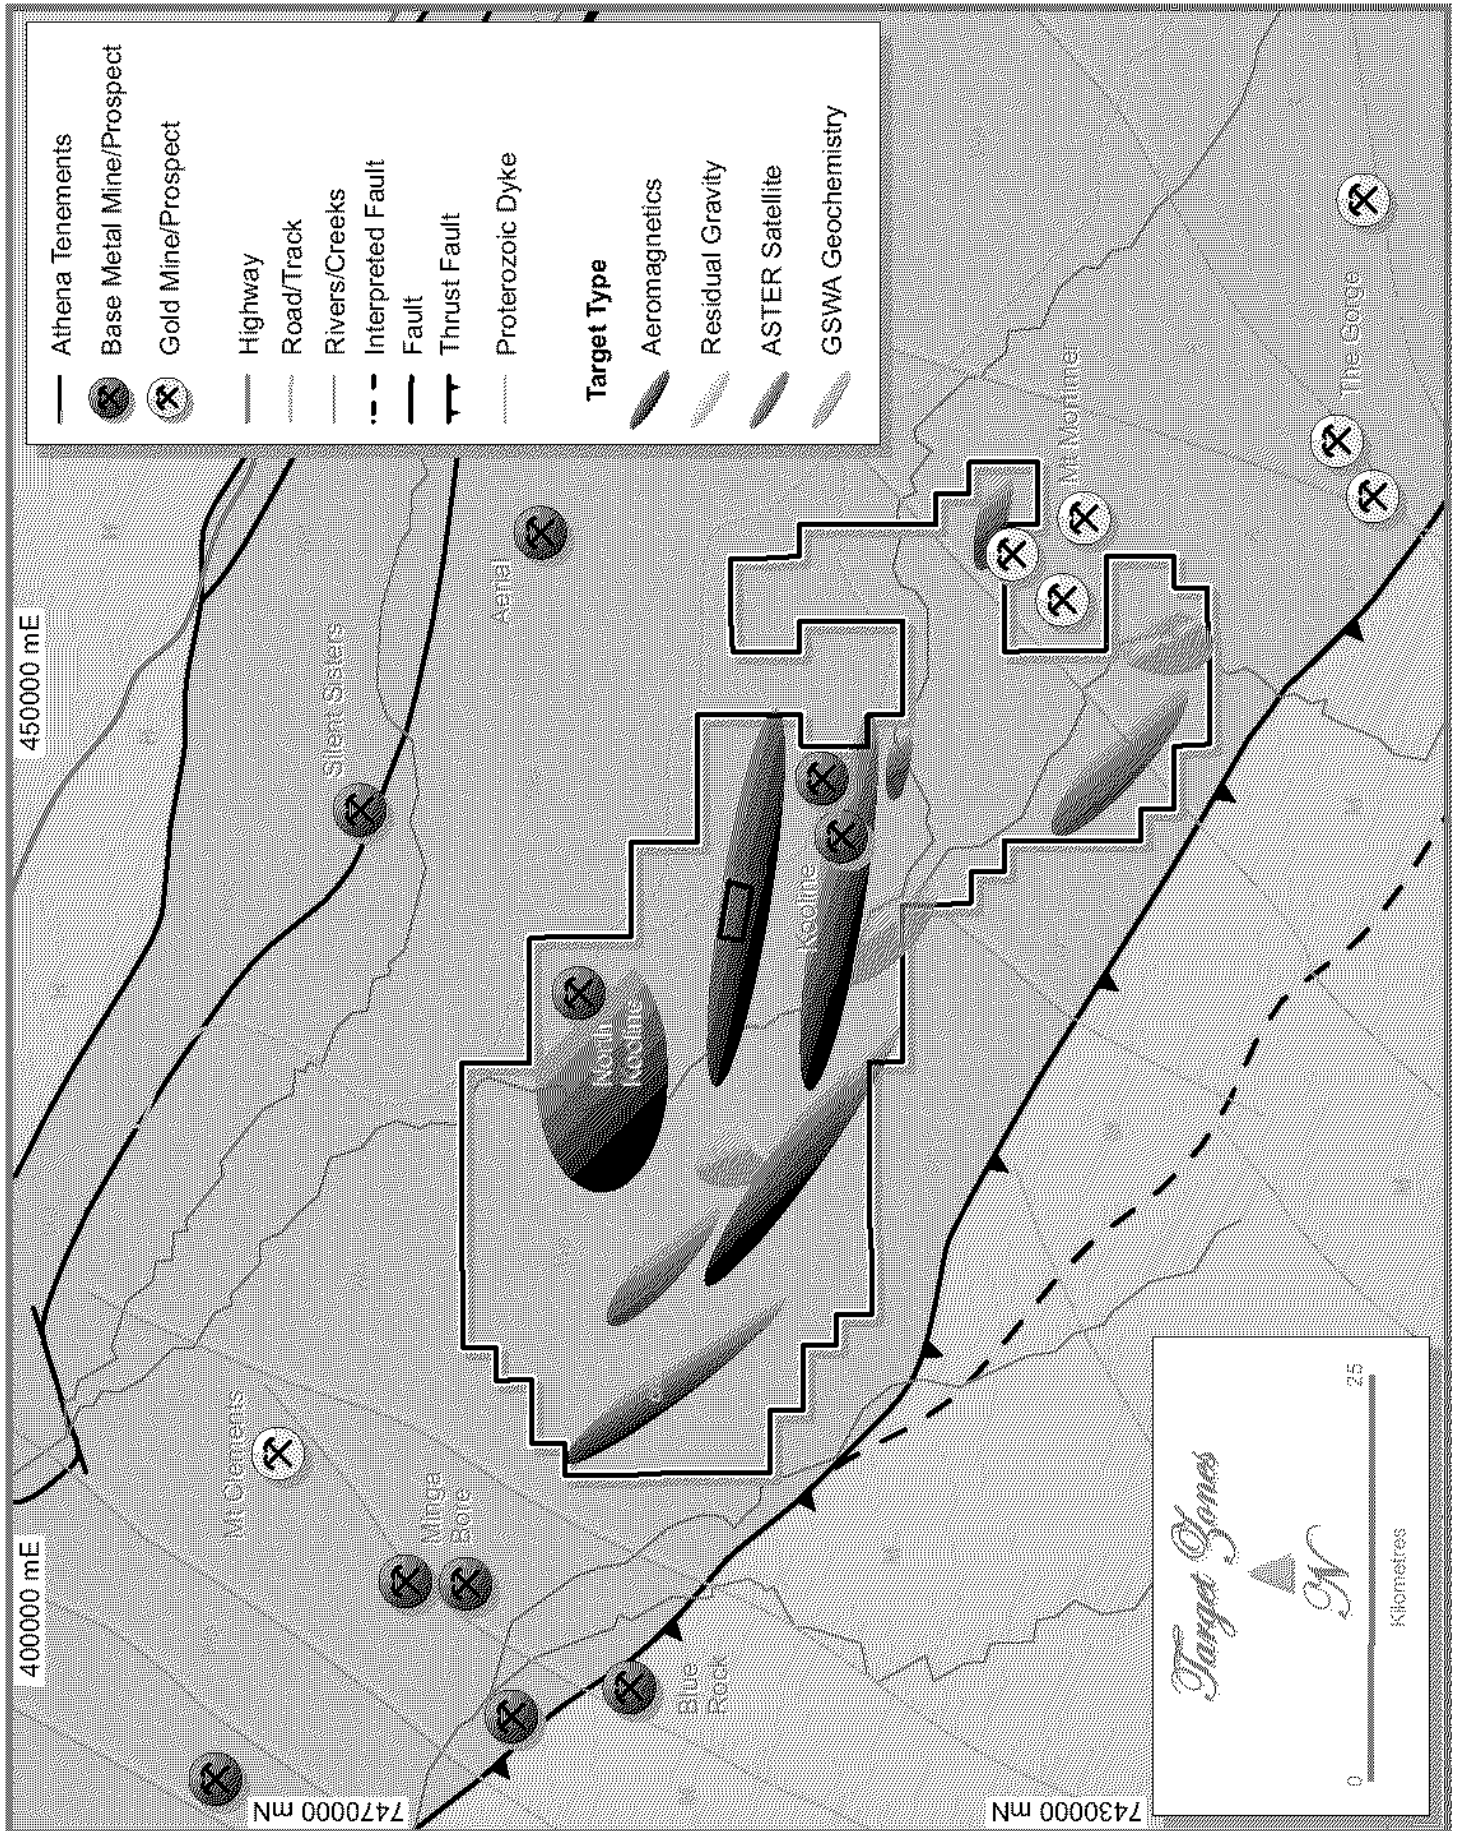 Athena Tenements
Base Metal Mine/Prospect
Gold Mine/Prospect
Highway
Road/Track
Rivers/Creeks
Interpreted Fault
Fault
Thrust Fault
Proterozoic Dyke
Target Type
Aeromagnetics
Residual Gravity
ASTER Satellite
GSWA Geochemistry
400000 mE
450000 mE
7470000 mN
7430000 mN
Mt Clements
Minga
Bore
Blue
Rock
Silent Sisters
Aerial
North
Kooline
Kooline
Mt Mortimer
The Gorge
Target Zones
N
0
25
Kilometres